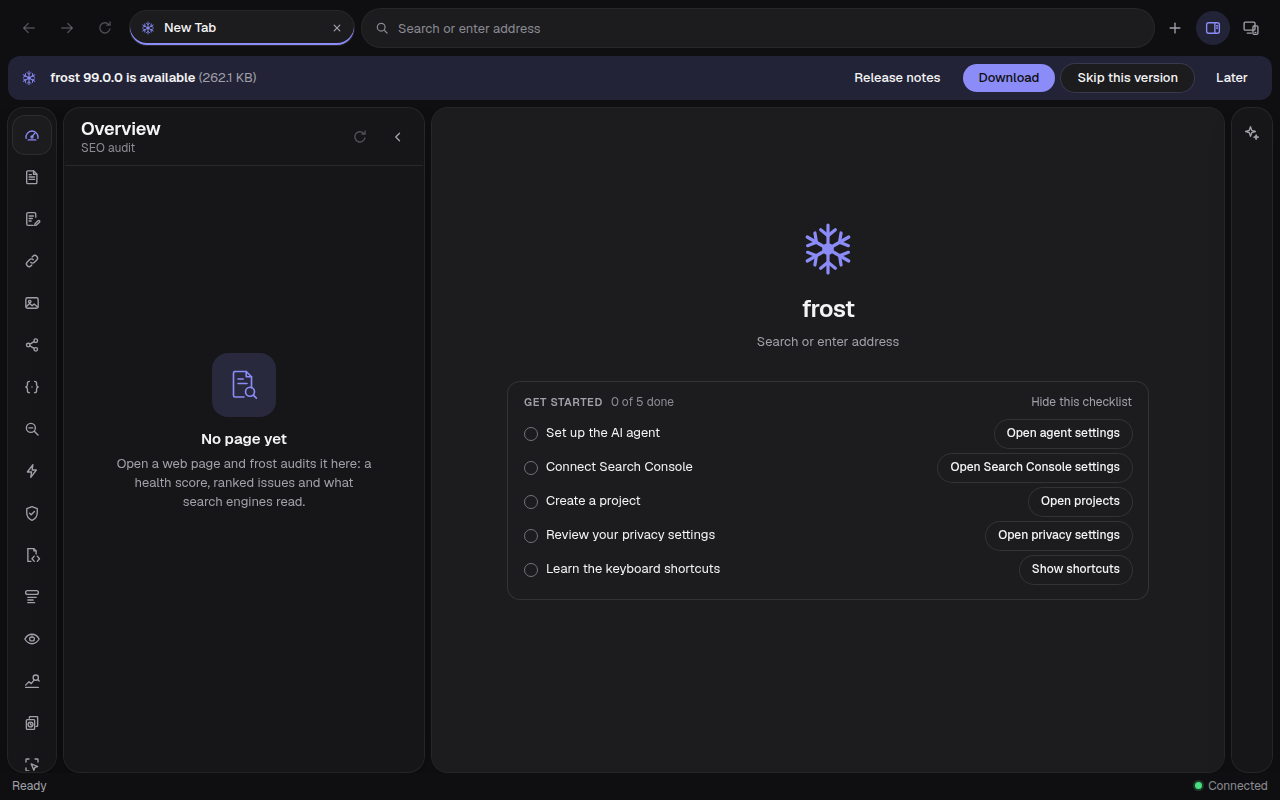 New Tab
Search or enter address
frost 99.0.0 is available (262.1 KB)
Release notes
Download
Skip this version
Later
Overview
SEO audit
No page yet
Open a web page and frost audits it here: a
health score, ranked issues and what
search engines read.
frost
Search or enter address
GET STARTED 0 of 5 done
Hide this checklist
Set up the AI agent
Open agent settings
Connect Search Console
Open Search Console settings
Create a project
Open projects
Review your privacy settings
Open privacy settings
Learn the keyboard shortcuts
Show shortcuts
Ready
Connected